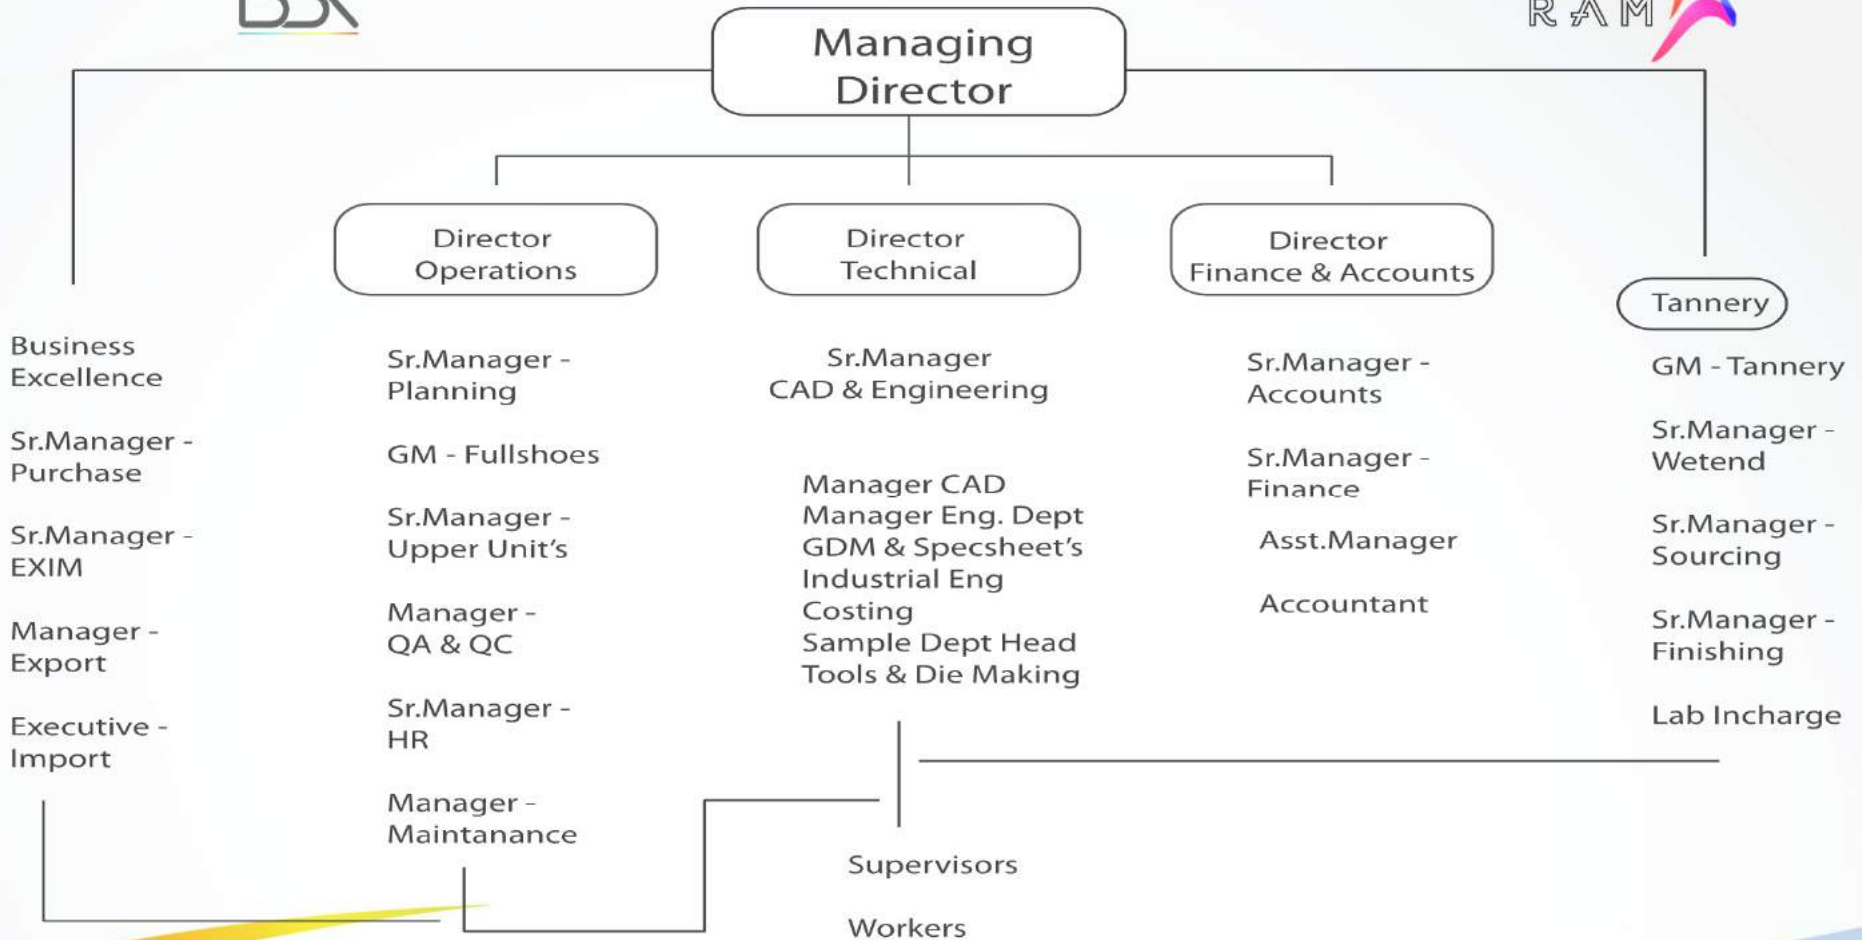 RAM
Managing
Director
Director
Operations
Director
Technical
Director
Finance & Accounts
Tannery
Business
Excellence
Sr.Manager -
Purchase
Sr.Manager -
EXIM
Manager -
Export
Executive -
Import
Sr.Manager -
Planning
GM - Fullshoes
Sr.Manager -
Upper Unit's
Manager -
QA & QC
Sr.Manager -
HR
Manager -
Maintanance
Sr.Manager
CAD & Engineering
Manager CAD
Manager Eng. Dept
GDM & Specsheet's
Industrial Eng
Costing
Sample Dept Head
Tools & Die Making
Sr.Manager -
Accounts
Sr.Manager -
Finance
Asst.Manager
Accountant
GM - Tannery
Sr.Manager -
Wetend
Sr.Manager -
Sourcing
Sr.Manager -
Finishing
Lab Incharge
Supervisors
Workers